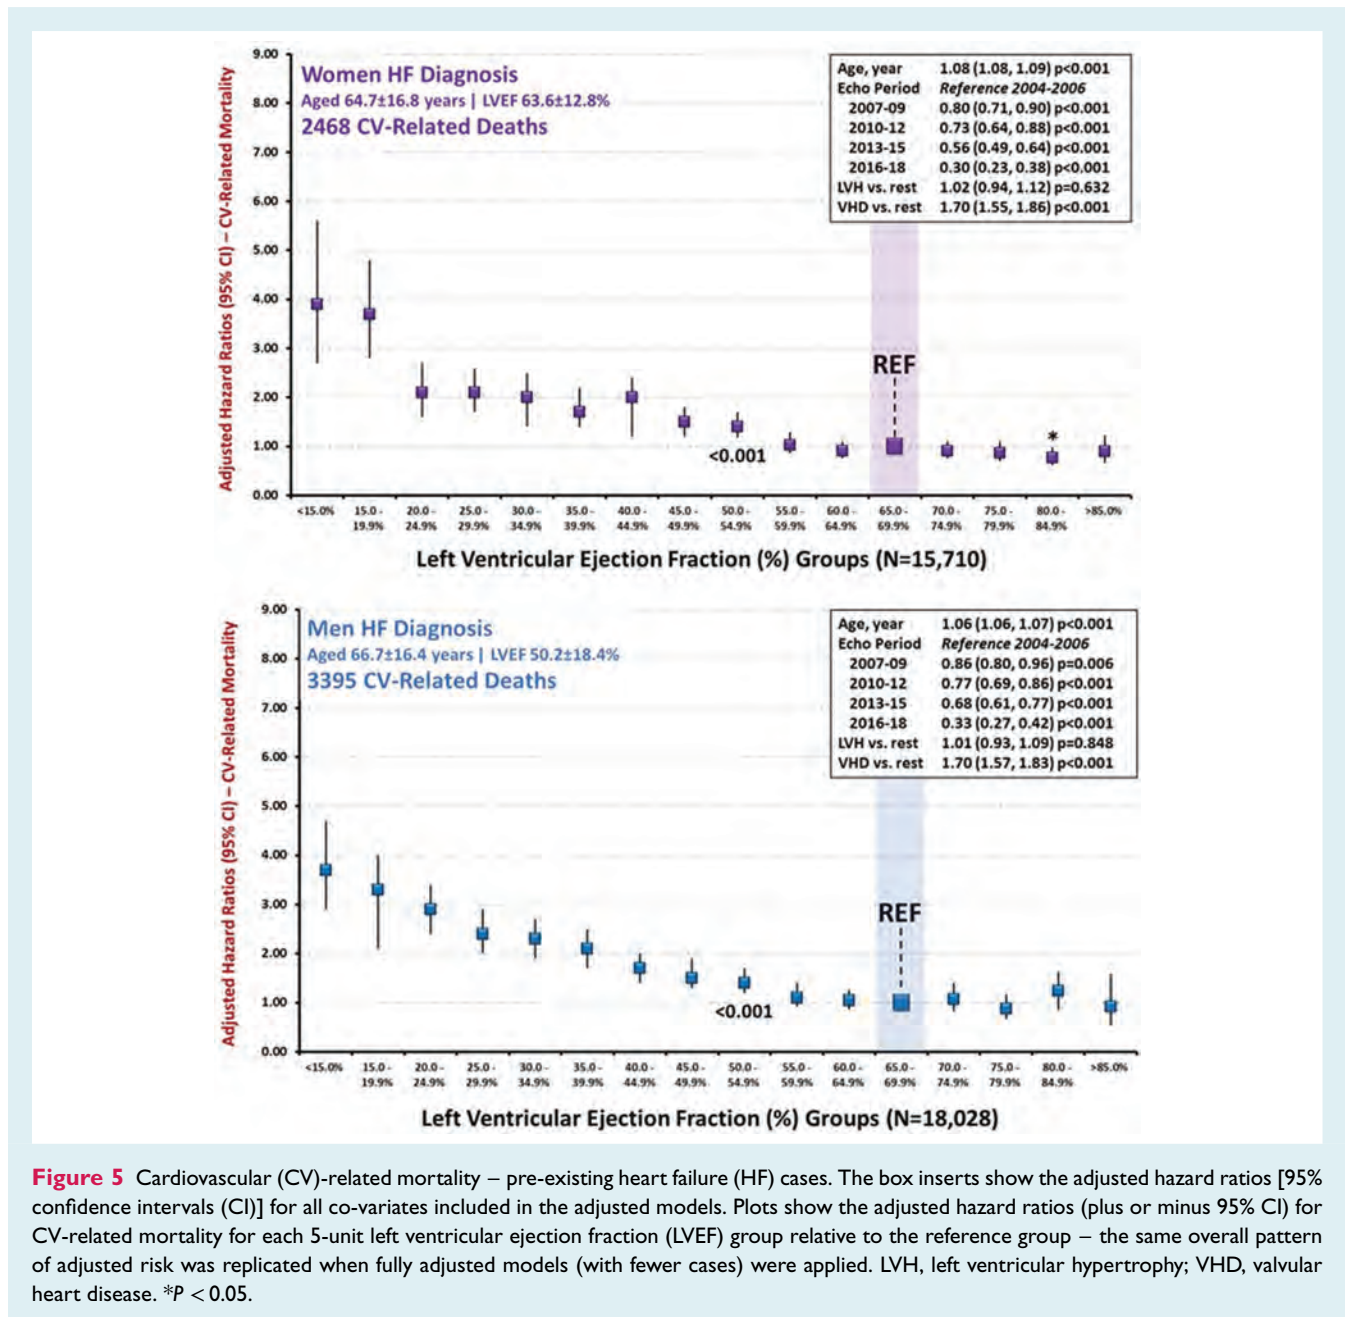 Adjusted Hazard Ratios (95% CI) – CV-Related Mortality
9.00
8.00
7.00
6.00
5.00
4.00
3.00
2.00
1.00
0.00
Women HF Diagnosis
Aged 64.7±16.8 years | LVEF 63.6±12.8%
2468 CV-Related Deaths
Age, year 1.08 (1.08, 1.09) p<0.001
Echo Period Reference 2004-2006
2007-09 0.80 (0.71, 0.90) p<0.001
2010-12 0.73 (0.64, 0.88) p<0.001
2013-15 0.56 (0.49, 0.64) p<0.001
2016-18 0.30 (0.23, 0.38) p<0.001
LVH vs. rest 1.02 (0.94, 1.12) p=0.632
VHD vs. rest 1.70 (1.55, 1.86) p<0.001
REF
<0.001
*
<15.0% 15.0 - 20.0 - 25.0 - 30.0 - 35.0 - 40.0 - 45.0 - 50.0 - 55.0 - 60.0 - 65.0 - 70.0 - 75.0 - 80.0 - >85.0%
19.9% 24.9% 29.9% 34.9% 39.9% 44.9% 49.9% 54.9% 59.9% 64.9% 69.9% 74.9% 79.9% 84.9%
Left Ventricular Ejection Fraction (%) Groups (N=15,710)
Adjusted Hazard Ratios (95% CI) – CV-Related Mortality
9.00
8.00
7.00
6.00
5.00
4.00
3.00
2.00
1.00
0.00
Men HF Diagnosis
Aged 66.7±16.4 years | LVEF 50.2±18.4%
3395 CV-Related Deaths
Age, year 1.06 (1.06, 1.07) p<0.001
Echo Period Reference 2004-2006
2007-09 0.86 (0.80, 0.96) p=0.006
2010-12 0.77 (0.69, 0.86) p<0.001
2013-15 0.68 (0.61, 0.77) p<0.001
2016-18 0.33 (0.27, 0.42) p<0.001
LVH vs. rest 1.01 (0.93, 1.09) p=0.848
VHD vs. rest 1.70 (1.57, 1.83) p<0.001
REF
<0.001
<15.0% 15.0 - 20.0 - 25.0 - 30.0 - 35.0 - 40.0 - 45.0 - 50.0 - 55.0 - 60.0 - 65.0 - 70.0 - 75.0 - 80.0 - >85.0%
19.9% 24.9% 29.9% 34.9% 39.9% 44.9% 49.9% 54.9% 59.9% 64.9% 69.9% 74.9% 79.9% 84.9%
Left Ventricular Ejection Fraction (%) Groups (N=18,028)
Figure 5 Cardiovascular (CV)-related mortality – pre-existing heart failure (HF) cases. The box inserts show the adjusted hazard ratios [95%
confidence intervals (CI)] for all co-variates included in the adjusted models. Plots show the adjusted hazard ratios (plus or minus 95% CI) for
CV-related mortality for each 5-unit left ventricular ejection fraction (LVEF) group relative to the reference group – the same overall pattern
of adjusted risk was replicated when fully adjusted models (with fewer cases) were applied. LVH, left ventricular hypertrophy; VHD, valvular
heart disease. *P < 0.05.